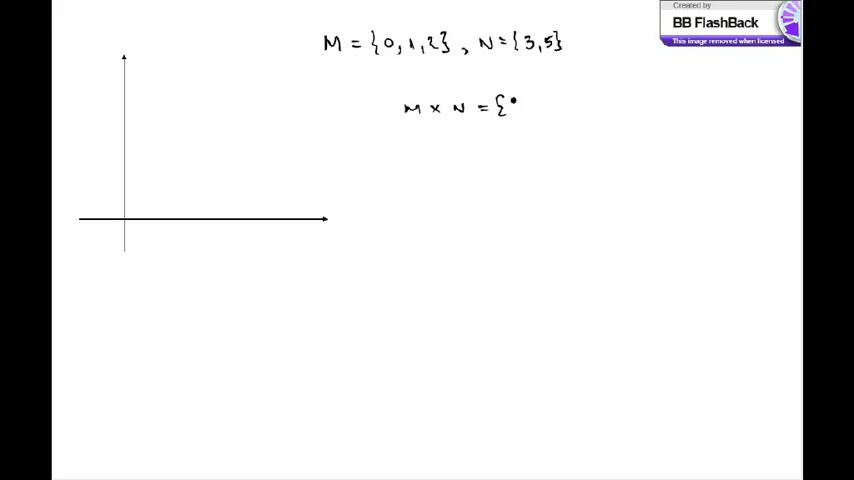 Created by
BB FlashBack
This image removed when licensed
M = {0,1,2} , N={3,5}
M × N = {